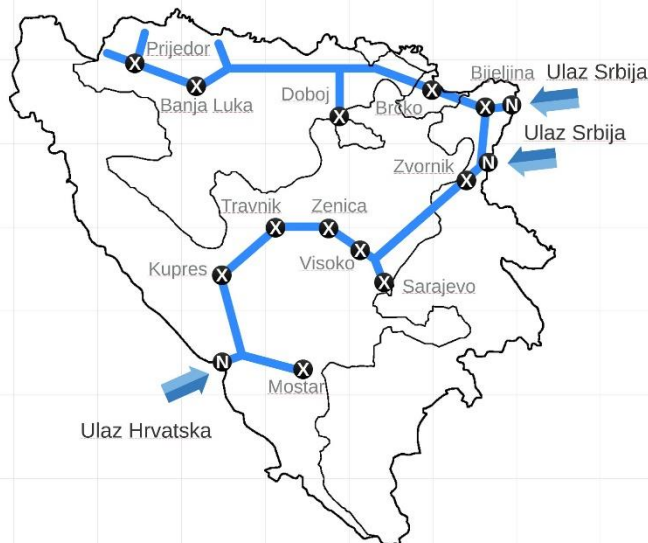 Prijedor
Banja Luka
Doboj
X
Brčko
Bijeljina
Ulaz Srbija
N
Ulaz Srbija
Zvornik
Travnik
Zenica
Visoko
Kupres
Sarajevo
Mostar
Ulaz Hrvatska